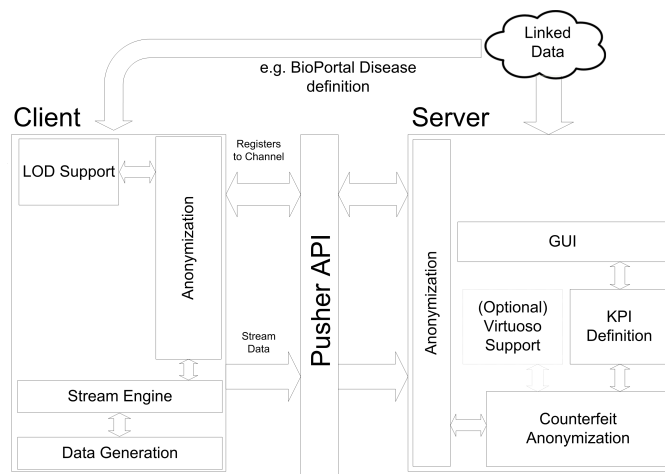 Linked
Data
e.g. BioPortal Disease
definition
Client
Server
LOD Support
Registers
to Channel
Anonymization
Pusher API
Anonymization
GUI
(Optional)
Virtuoso
Support
KPI
Definition
Stream
Data
Stream Engine
Data Generation
Counterfeit
Anonymization